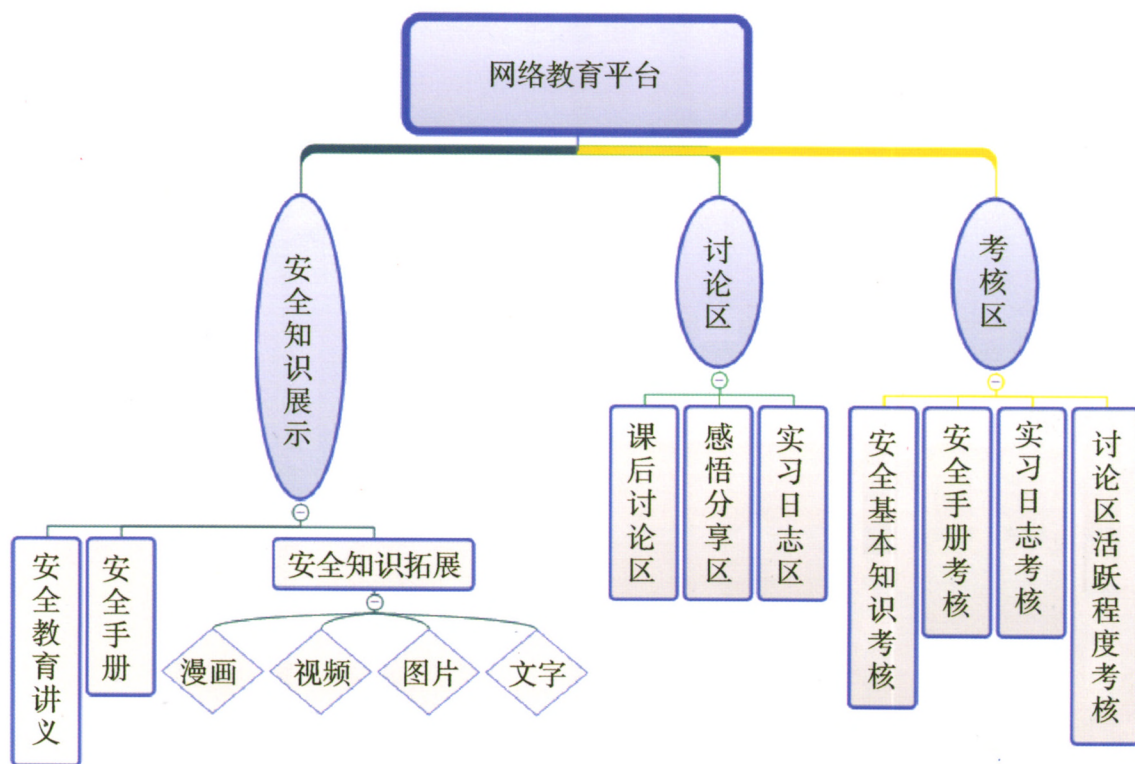 网络教育平台
安全知识展示
讨论区
考核区
安全教育讲义
安全手册
安全知识拓展
漫画
视频
图片
文字
课后讨论区
感悟分享区
实习日志区
安全基本知识考核
安全手册考核
实习日志考核
讨论区活跃程度考核